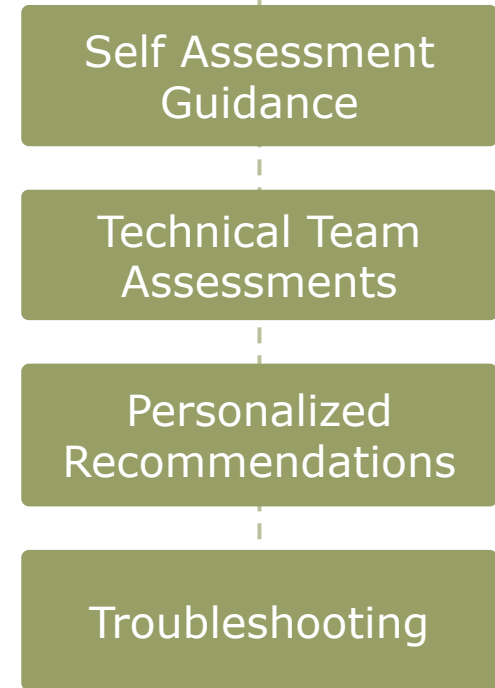 Self Assessment
Guidance
Technical Team
Assessments
Personalized
Recommendations
Troubleshooting